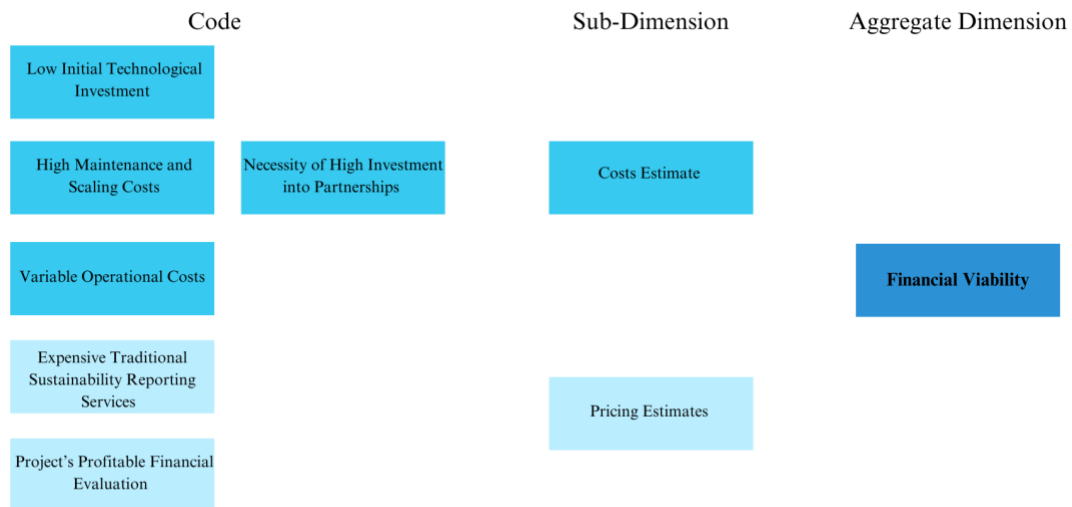 Code
Sub-Dimension
Aggregate Dimension
Low Initial Technological
Investment
High Maintenance and
Scaling Costs
Necessity of High Investment
into Partnerships
Costs Estimate
Variable Operational Costs
Financial Viability
Expensive Traditional
Sustainability Reporting
Services
Pricing Estimates
Project's Profitable Financial
Evaluation